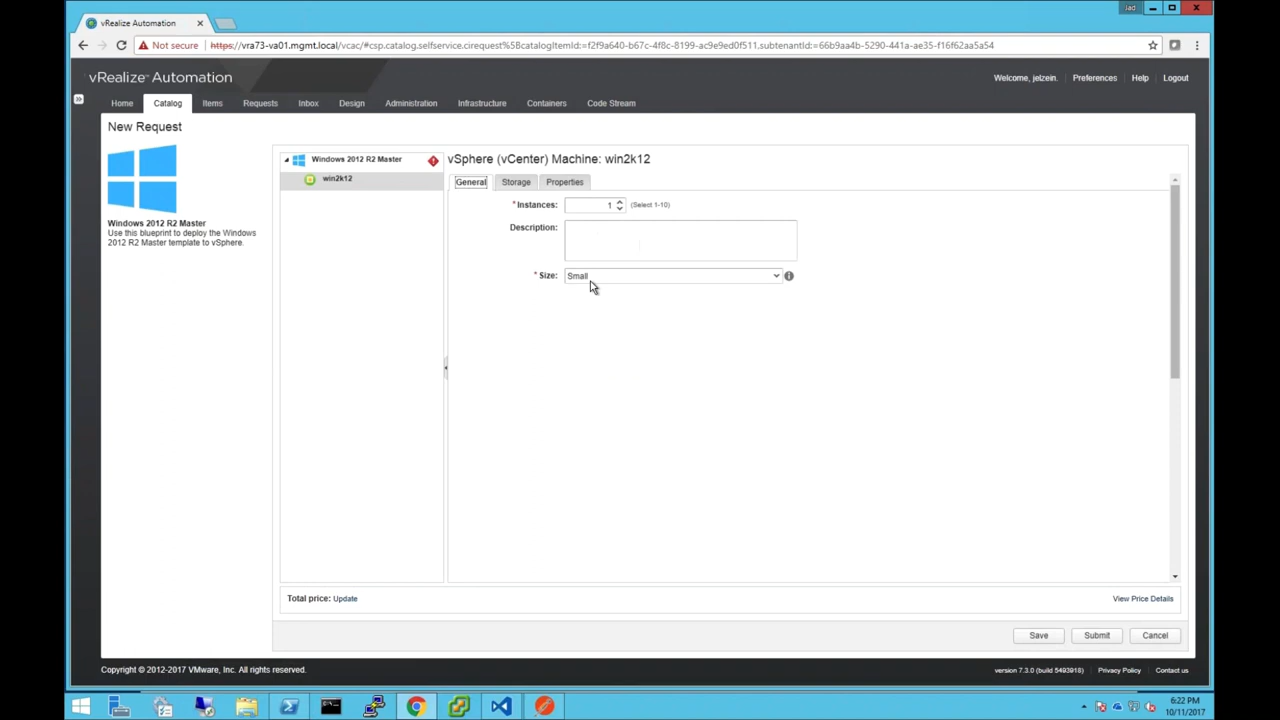 Jad
vRealize Automation
Not secure
https://vra73-va01.mgmt.local/vcac/#csp.catalog.selfservice.cirequest%5BcatalogItemId:=f2f9a640-b67c-4f8c-8199-ac9e9ed0f511,subtenantId:=66b9aa4b-5290-441a-ae35-f16f62aa5a54
vRealize™ Automation
Welcome, jelzein.
Preferences
Help
Logout
Home
Catalog
Items
Requests
Inbox
Design
Administration
Infrastructure
Containers
Code Stream
New Request
Windows 2012 R2 Master
Use this blueprint to deploy the Windows
2012 R2 Master template to vSphere.
Windows 2012 R2 Master
win2k12
vSphere (vCenter) Machine: win2k12
General
Storage
Properties
* Instances: 1 (Select 1-10)
Description:
* Size: Small
Total price: Update
View Price Details
Save
Submit
Cancel
Copyright © 2012-2017 VMware, Inc. All rights reserved.
version 7.3.0 (build 5493918)
Privacy Policy
Contact us
6:22 PM
10/11/2017